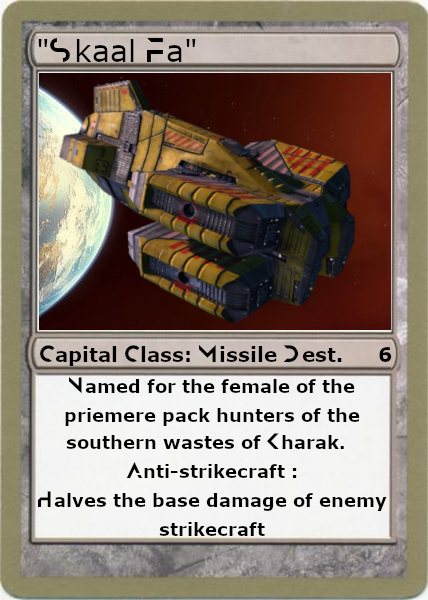 "Skaal Fa"
Capital Class: Missile Dest. 6
Named for the female of the
priemere pack hunters of the
southern wastes of Kharak.
Anti-strikecraft :
Halves the base damage of enemy
strikecraft